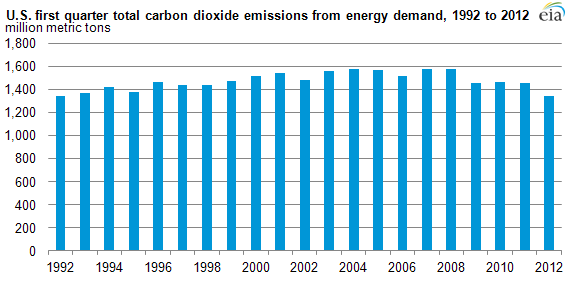 U.S. first quarter total carbon dioxide emissions from energy demand, 1992 to 2012
eia
million metric tons
1,800
1,600
1,400
1,200
1,000
800
600
400
200
0
1992 1994 1996 1998 2000 2002 2004 2006 2008 2010 2012